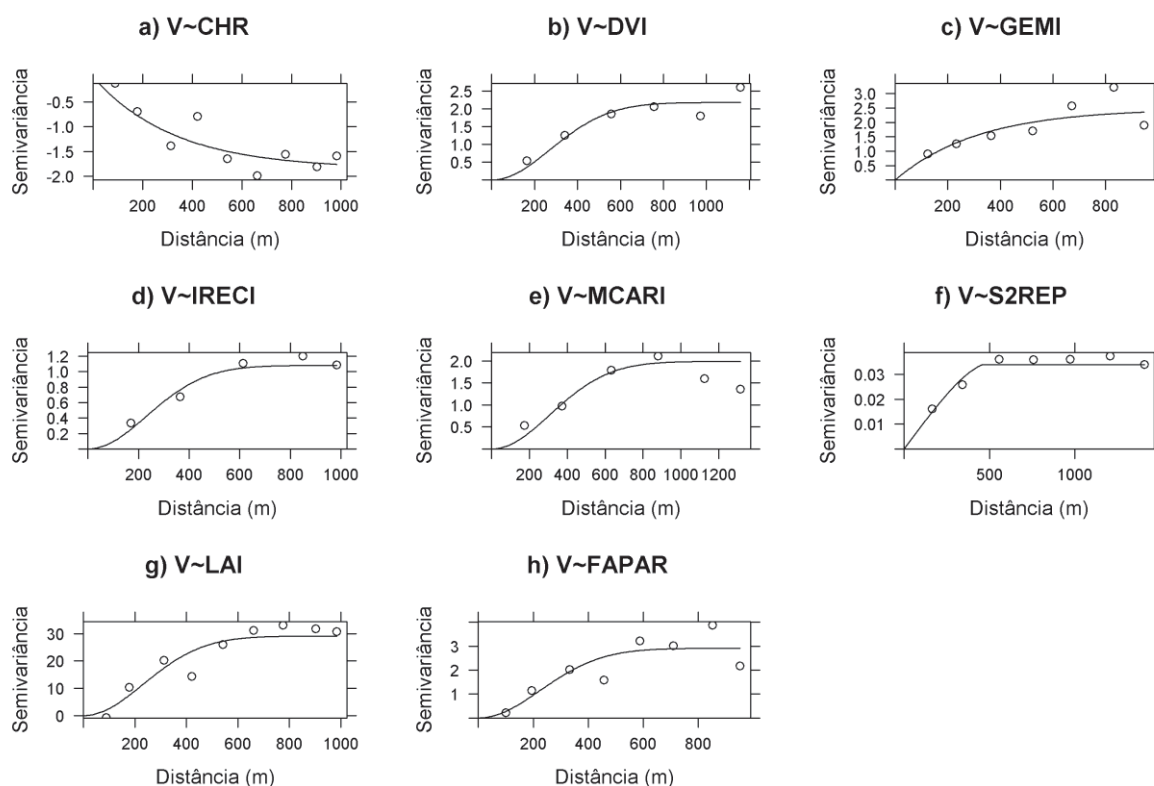 a) V~CHR
Semivariância
-0.5
-1.0
-1.5
-2.0
200 400 600 800 1000
Distância (m)
b) V~DVI
Semivariância
2.5
2.0
1.5
1.0
0.5
200 400 600 800 1000
Distância (m)
c) V~GEMI
Semivariância
3.0
2.5
2.0
1.5
1.0
0.5
200 400 600 800
Distância (m)
d) V~IRECI
Semivariância
1.2
1.0
0.8
0.6
0.4
0.2
200 400 600 800 1000
Distância (m)
e) V~MCARI
Semivariância
2.0
1.5
1.0
0.5
200 400 600 800 1000 1200
Distância (m)
f) V~S2REP
Semivariância
0.03
0.02
0.01
500 1000
Distância (m)
g) V~LAI
Semivariância
30
20
10
0
200 400 600 800 1000
Distância (m)
h) V~FAPAR
Semivariância
4
3
2
1
200 400 600 800
Distância (m)